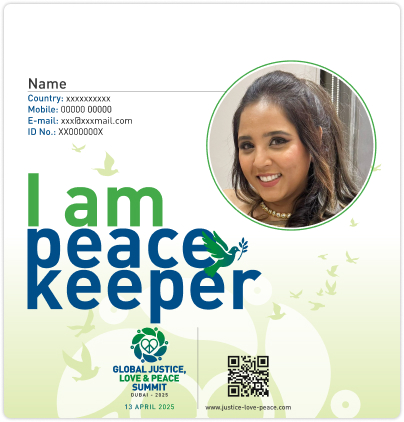 Name
Country: xxxxxxxxxx
Mobile: 00000 00000
E-mail: xxx@xxxmail.com
ID No.: XX000000X
I am
peace
keeper
GLOBAL JUSTICE,
LOVE & PEACE
SUMMIT
DUBAI - 2025
13 APRIL 2025
www.justice-love-peace.com